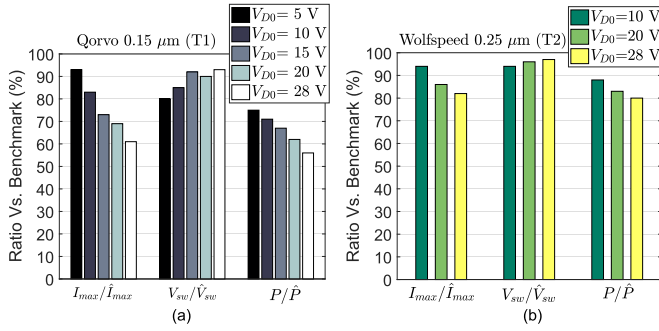 Qorvo 0.15 μm (T1)
V_D0= 5 V
V_D0= 10 V
V_D0= 15 V
V_D0= 20 V
V_D0= 28 V
Ratio Vs. Benchmark (%)
100
90
80
70
60
50
40
30
20
10
0
I_max/Î_max V_sw/V̂_sw P/P̂
(a)
Wolfspeed 0.25 μm (T2)
V_D0=10 V
V_D0=20 V
V_D0=28 V
Ratio Vs. Benchmark (%)
100
90
80
70
60
50
40
30
20
10
0
I_max/Î_max V_sw/V̂_sw P/P̂
(b)